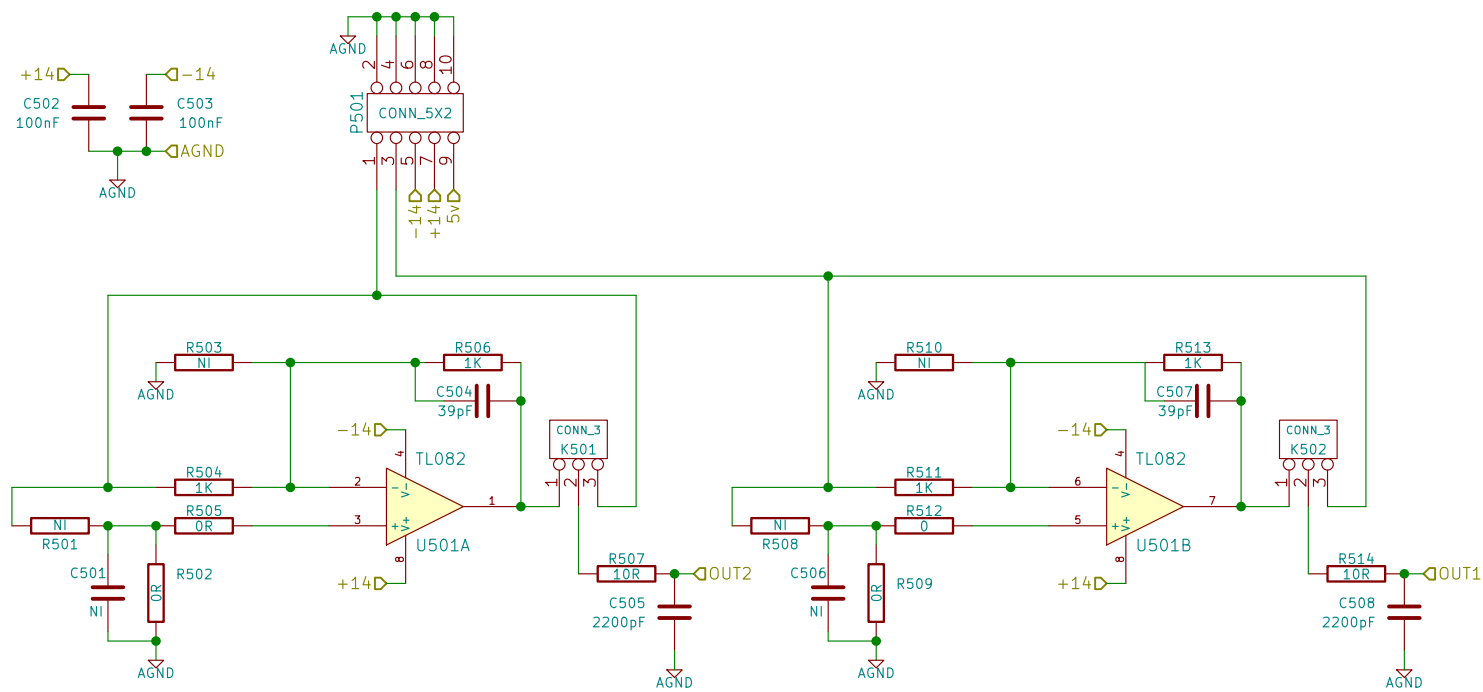 AGND
2
4
6
8
10
P501
CONN_5X2
1
3
5
7
9
-14
+14
5v
+14
-14
C502
100nF
C503
100nF
AGND
AGND
R503
NI
AGND
R506
1K
C504
39pF
-14
4
TL082
R504
1K
2
-
V-
R505
0R
3
+
V+
1
8
U501A
+14
CONN_3
K501
1
2
3
NI
R501
C501
NI
R502
0R
AGND
R507
10R
OUT2
C505
2200pF
AGND
R510
NI
AGND
R513
1K
C507
39pF
-14
4
TL082
R511
1K
6
-
V-
R512
0
5
+
V+
7
8
U501B
+14
CONN_3
K502
1
2
3
NI
R508
C506
NI
R509
0R
AGND
R514
10R
OUT1
C508
2200pF
AGND